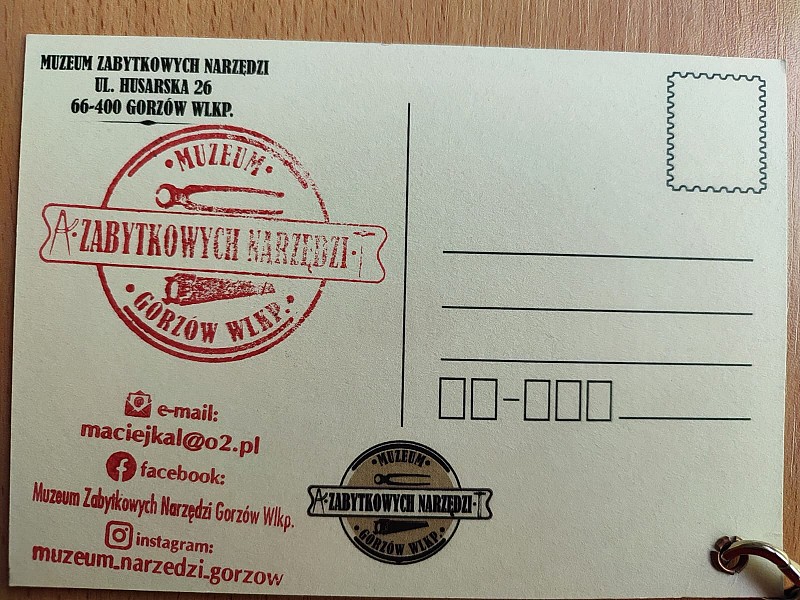 MUZEUM ZABYTKOWYCH NARZĘDZI
UL. HUSARSKA 26
66-400 GORZÓW WLKP.
•MUZEUM•
•ZABYTKOWYCH NARZĘDZI•
•GORZÓW WLKP.•
e-mail:
maciejkal@o2.pl
facebook:
Muzeum Zabytkowych Narzędzi Gorzów Wlkp.
instagram:
muzeum_narzedzi_gorzow
•MUZEUM•
•ZABYTKOWYCH NARZĘDZI•
•GORZÓW WLKP.•